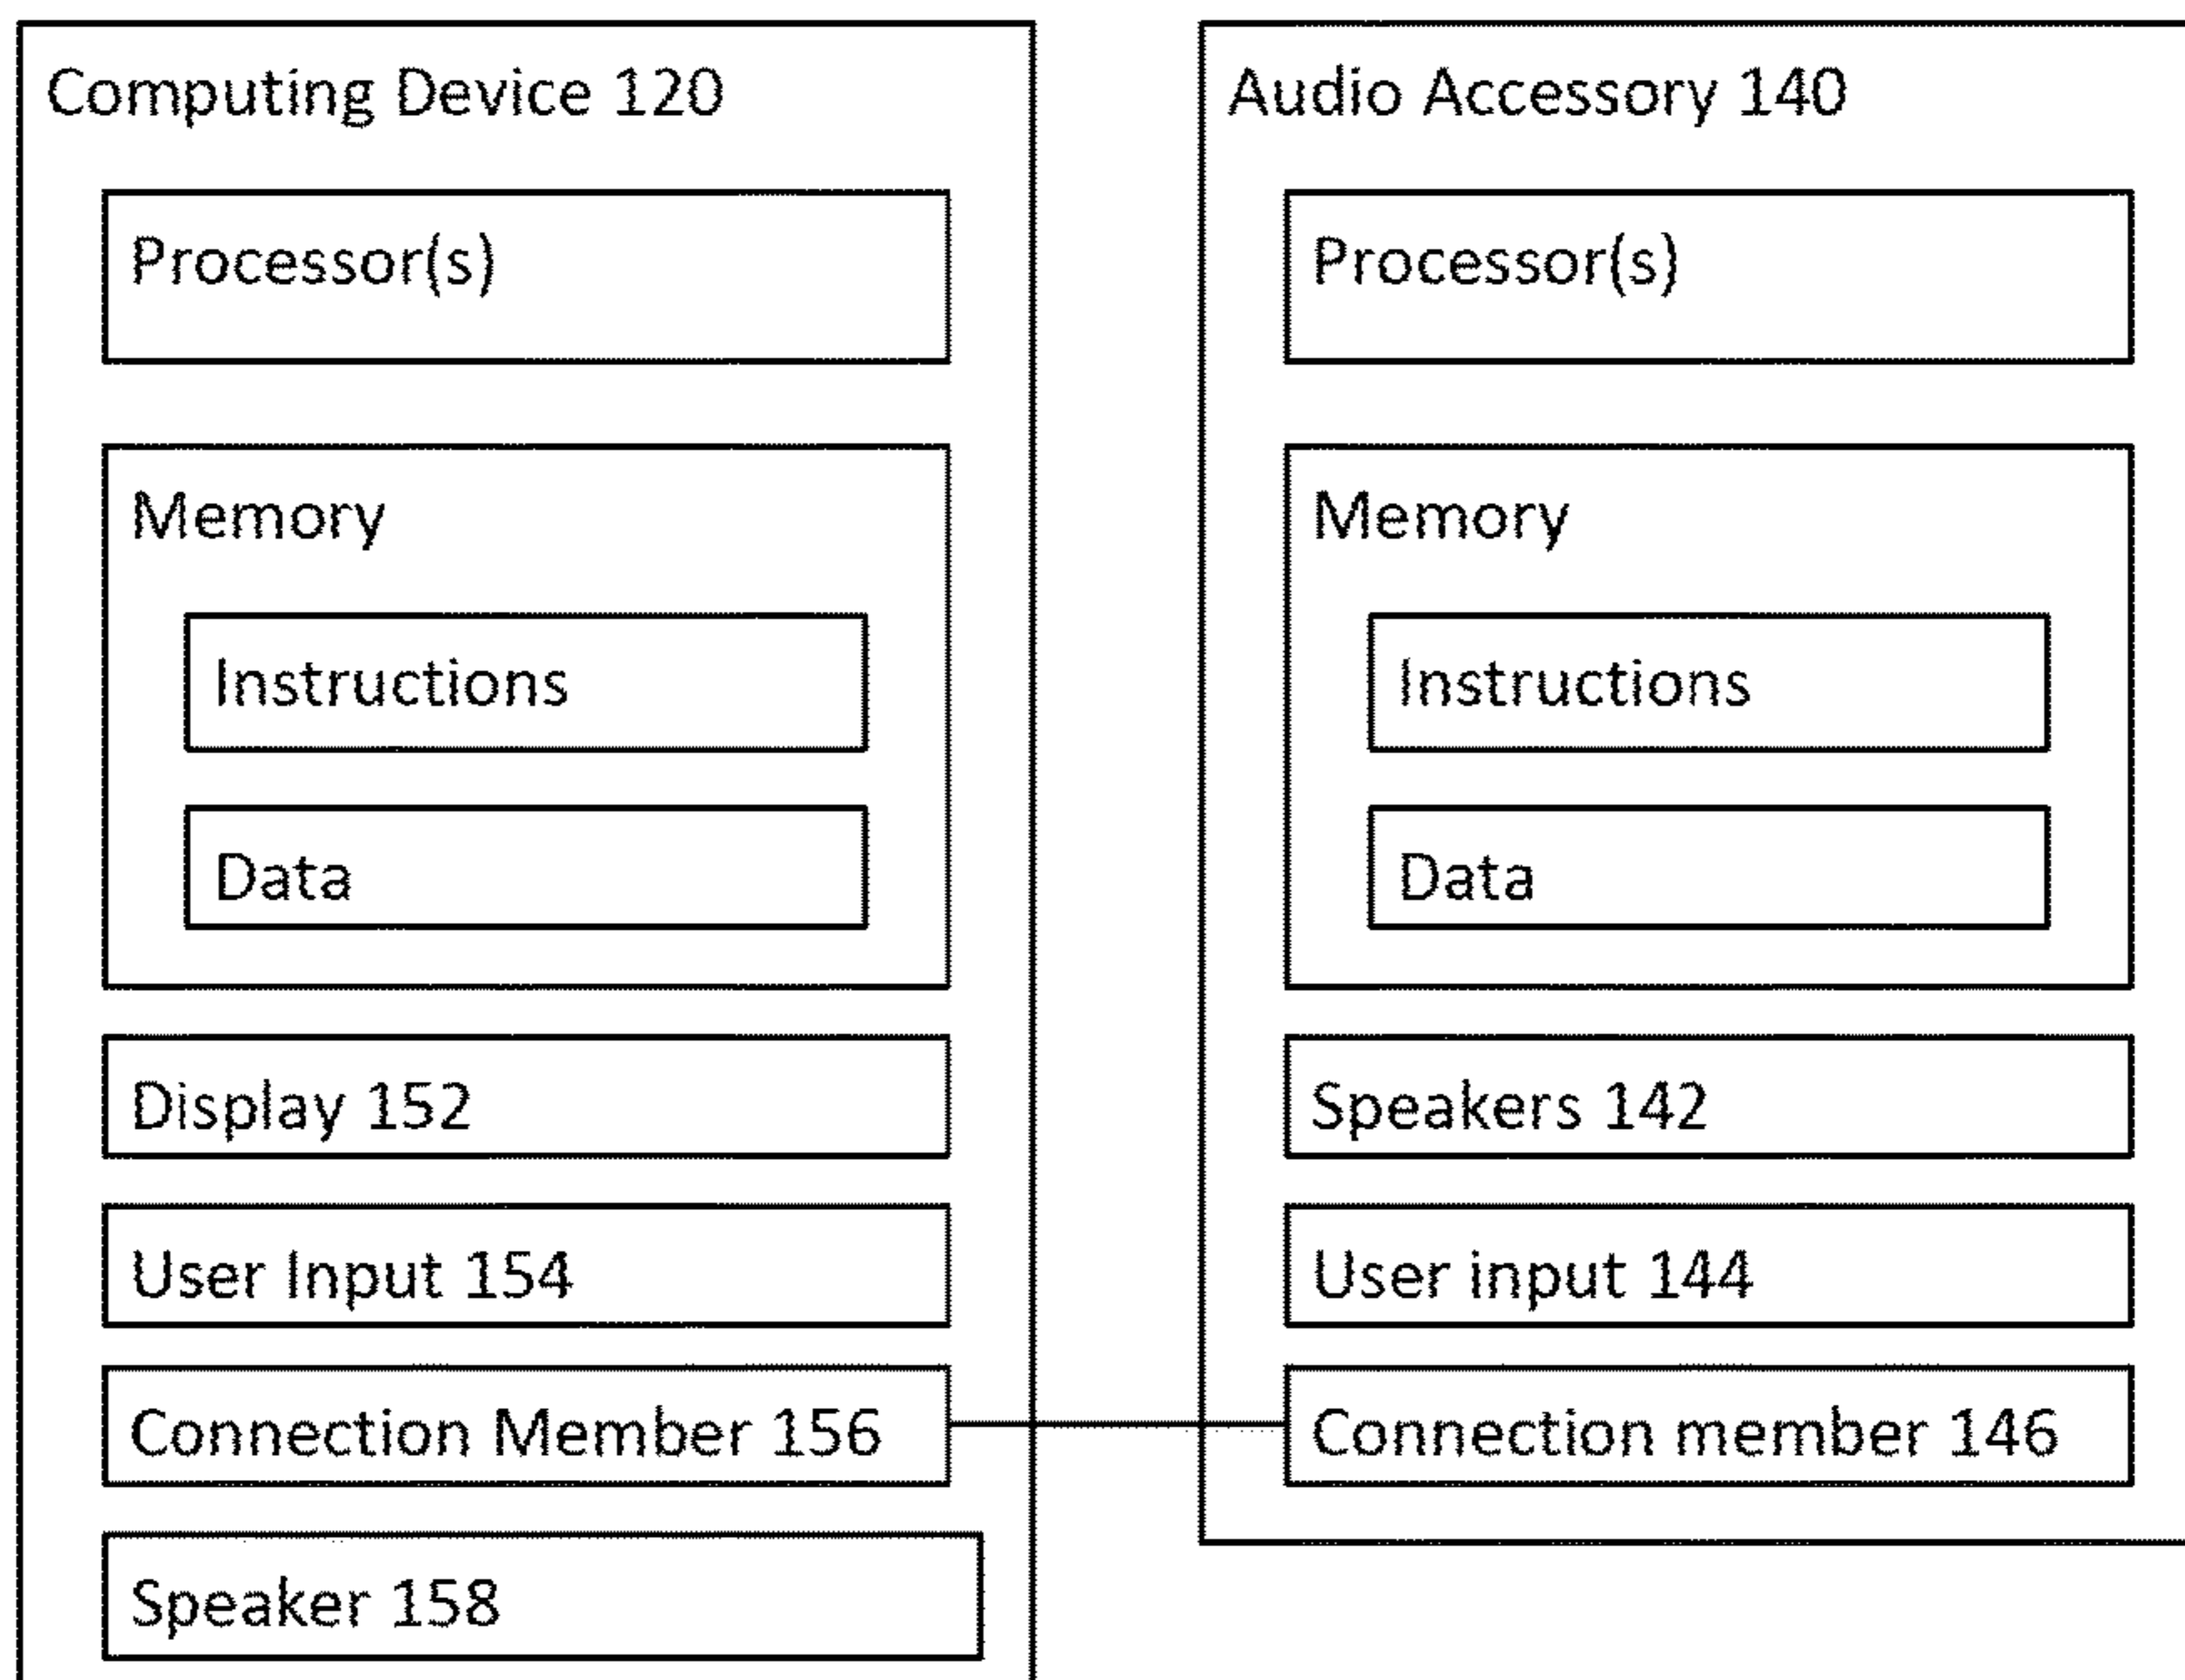 Computing Device 120
Processor(s)
Memory
Instructions
Data
Display 152
User Input 154
Connection Member 156
Speaker 158
Audio Accessory 140
Processor(s)
Memory
Instructions
Data
Speakers 142
User input 144
Connection member 146